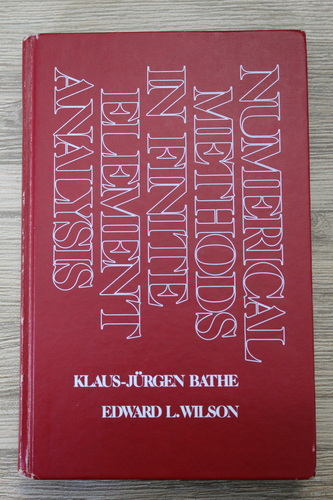 NUMERICAL
METHODS
IN FINITE
ELEMENT
ANALYSIS
KLAUS-JÜRGEN BATHE
EDWARD L. WILSON